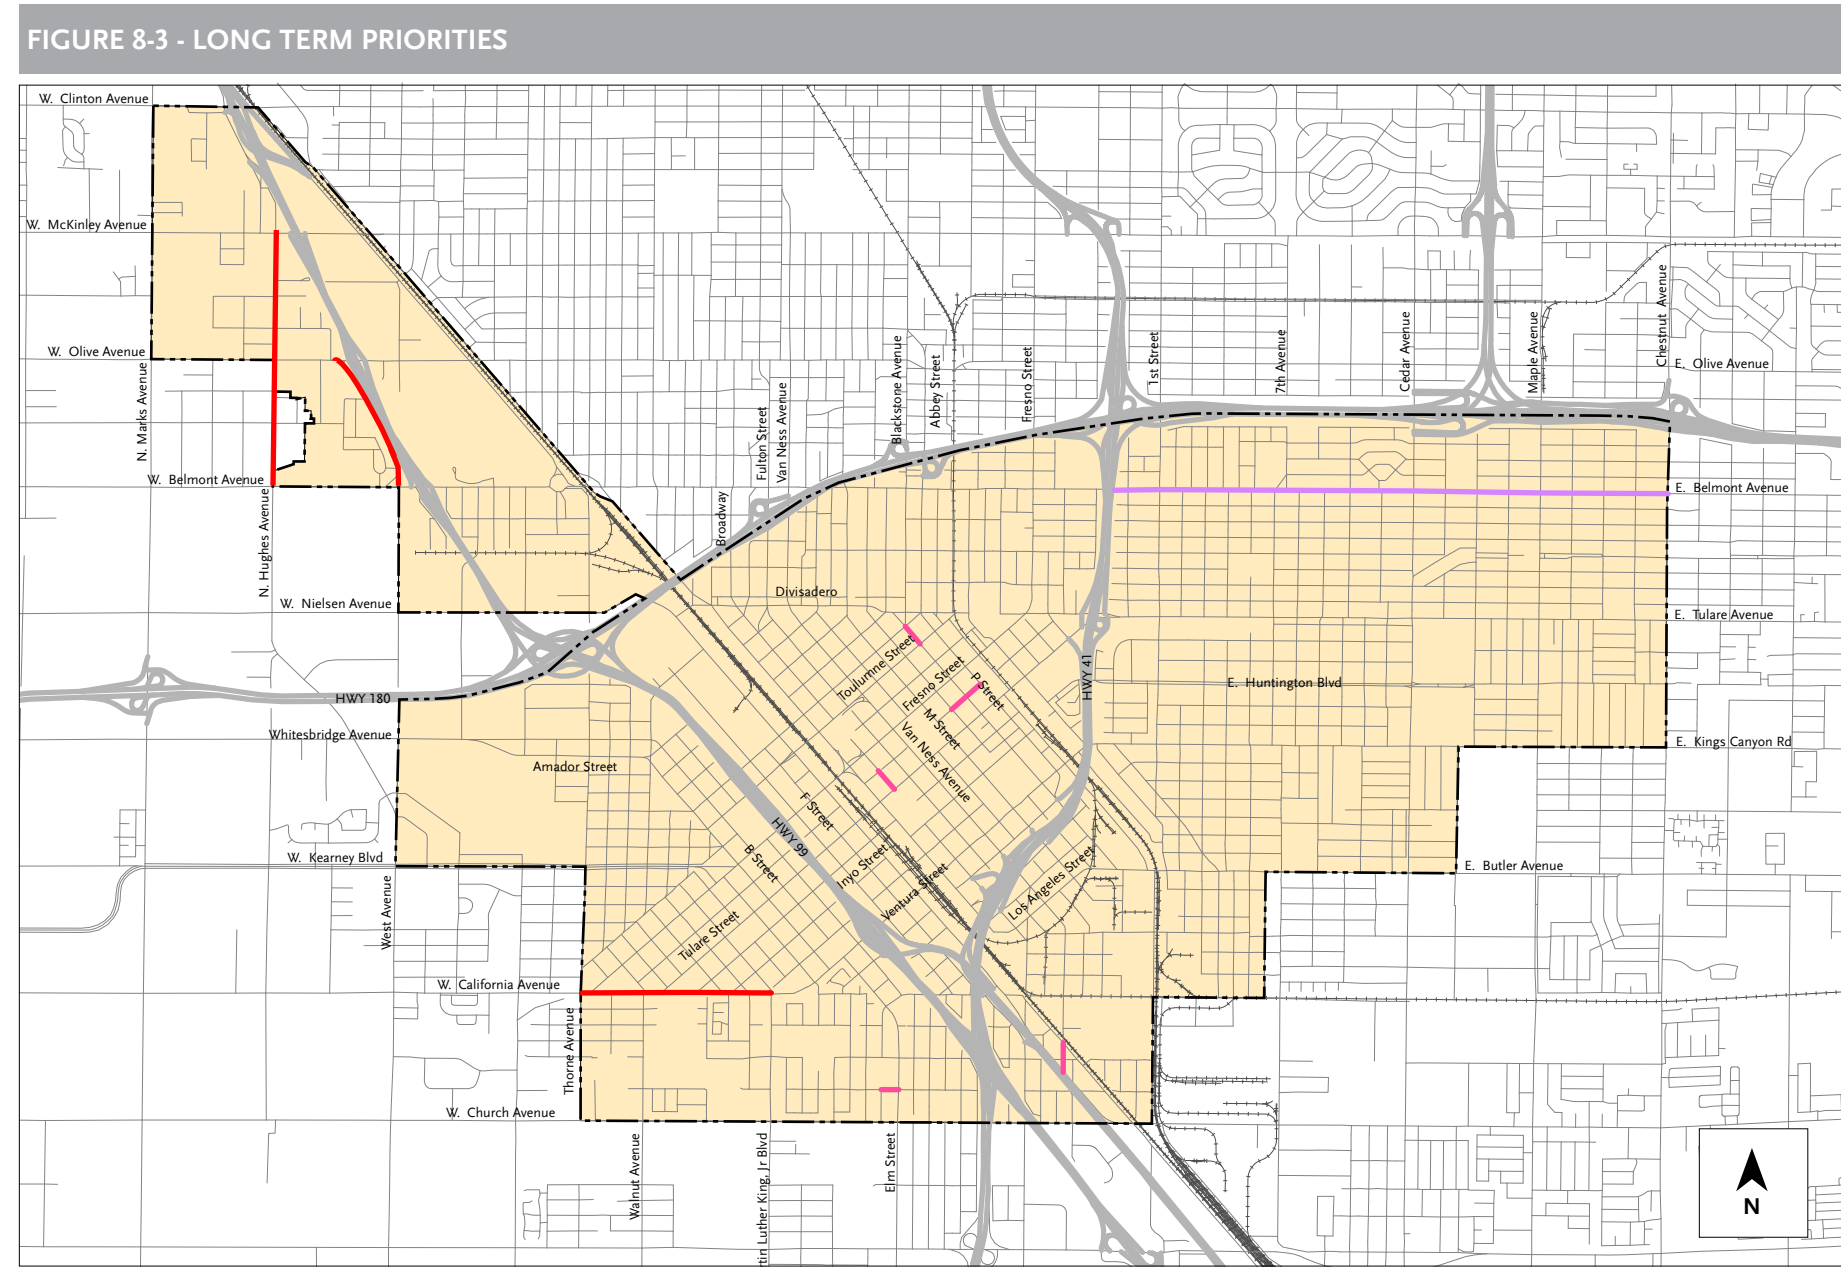 FIGURE 8-3 - LONG TERM PRIORITIES
W. Clinton Avenue
W. McKinley Avenue
W. Olive Avenue
N. Marks Avenue
W. Belmont Avenue
N. Hughes Avenue
W. Nielsen Avenue
HWY 180
Whitesbridge Avenue
Amador Street
W. Kearney Blvd
West Avenue
W. California Avenue
Thorne Avenue
W. Church Avenue
Walnut Avenue
tin Luther King, Jr Blvd
Elm Street
Broadway
Fulton Street
Van Ness Avenue
Blackstone Avenue
Abbey Street
Fresno Street
1st Street
7th Avenue
Cedar Avenue
Maple Avenue
Chestnut Avenue
E. Olive Avenue
E. Belmont Avenue
Divisadero
E. Tulare Avenue
Toulumne Street
Fresno Street
P Street
M Street
Van Ness Avenue
HWY 41
E. Huntington Blvd
E. Kings Canyon Rd
F Street
HWY 99
B Street
Inyo Street
Ventura Street
Los Angeles Street
Tulare Street
E. Butler Avenue
N